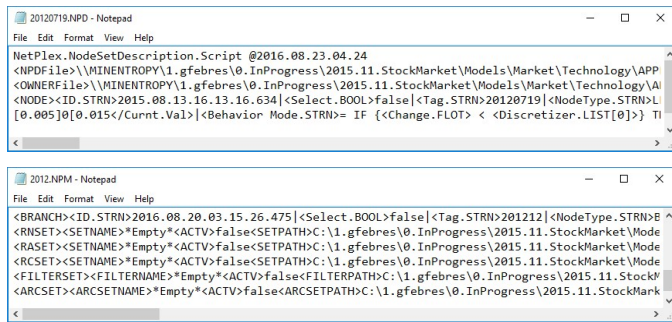 20120719.NPD - Notepad
File Edit Format View Help
NetPlex.NodeSetDescription.Script @2016.08.23.04.24
<NPDFile>\\MINENTROPY\1.gfebres\0.InProgress\2015.11.StockMarket\Models\Market\Technology\APP
<OWNERFile>\\MINENTROPY\1.gfebres\0.InProgress\2015.11.StockMarket\Models\Market\Technology\A
<NODE><ID.STRN>2015.08.13.16.13.16.634|<Select.BOOL>false|<Tag.STRN>20120719|<NodeType.STRN>L
[0.005]0[0.015</Curnt.Val>|<Behavior Mode.STRN>= IF {<Change.FLOT> < <Discretizer.LIST[0]>} T
2012.NPM - Notepad
File Edit Format View Help
<BRANCH><ID.STRN>2016.08.20.03.15.26.475|<Select.BOOL>false|<Tag.STRN>201212|<NodeType.STRN>B
<RNSET><SETNAME>*Empty*<ACTV>false<SETPATH>C:\1.gfebres\0.InProgress\2015.11.StockMarket\Mode
<RASET><SETNAME>*Empty*<ACTV>false<SETPATH>C:\1.gfebres\0.InProgress\2015.11.StockMarket\Mode
<RCSET><SETNAME>*Empty*<ACTV>false<SETPATH>C:\1.gfebres\0.InProgress\2015.11.StockMarket\Mode
<FILTERSET><FILTERNAME>*Empty*<ACTV>false<FILTERPATH>C:\1.gfebres\0.InProgress\2015.11.StockM
<ARCSET><ARCSETNAME>*Empty*<ACTV>false<ARCSETPATH>C:\1.gfebres\0.InProgress\2015.11.StockMark